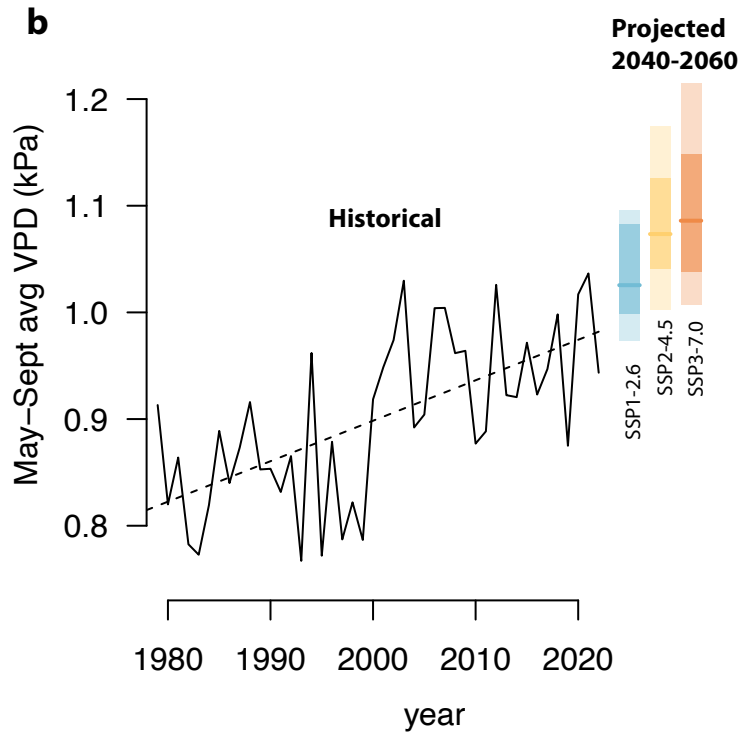 b
Projected
2040-2060
May–Sept avg VPD (kPa)
1.2
1.1
1.0
0.9
0.8
Historical
SSP1-2.6
SSP2-4.5
SSP3-7.0
1980 1990 2000 2010 2020
year